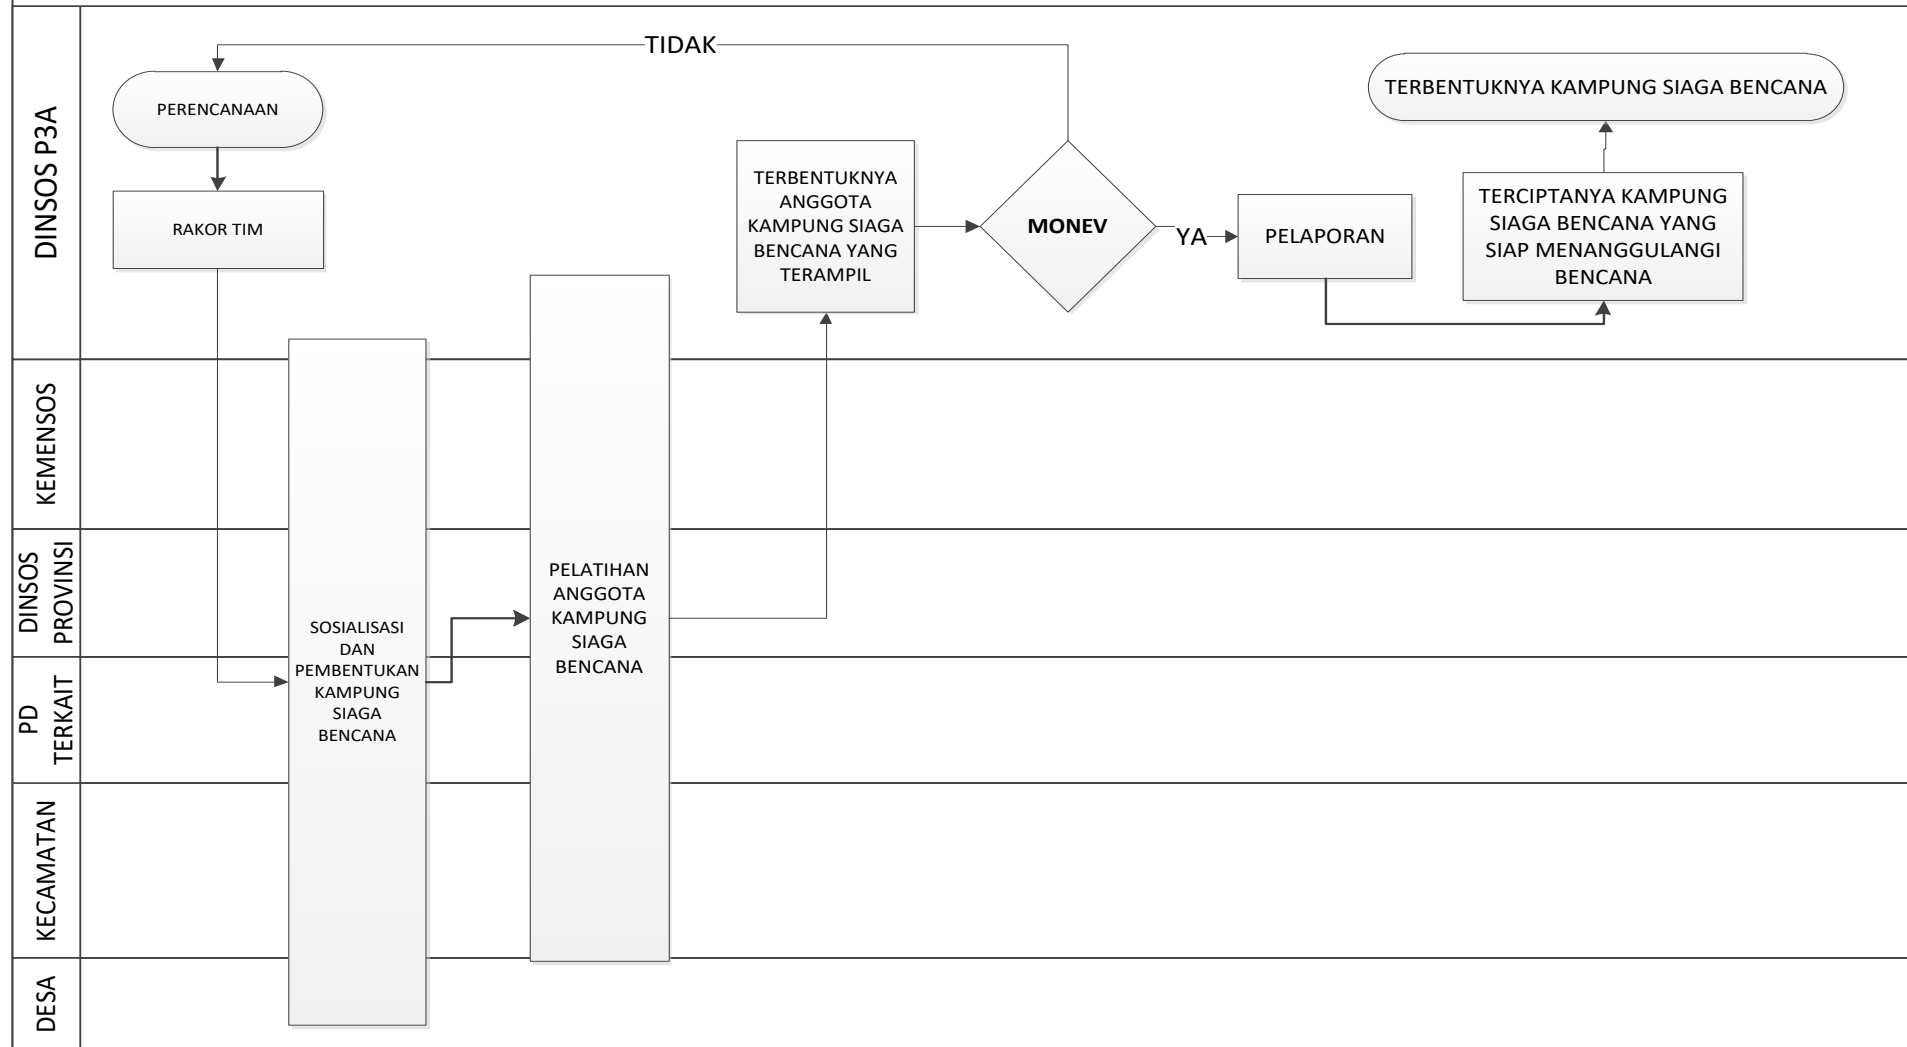 DINSOS P3A
TIDAK
PERENCANAAN
RAKOR TIM
TERBENTUKNYA
ANGGOTA
KAMPUNG SIAGA
BENCANA YANG
TERAMPIL
MONEV
YA
PELAPORAN
TERBENTUKNYA KAMPUNG SIAGA BENCANA
TERCIPTANYA KAMPUNG
SIAGA BENCANA YANG
SIAP MENANGGULANGI
BENCANA
KEMENSOS
DINSOS
PROVINSI
SOSIALISASI
DAN
PEMBENTUKAN
KAMPUNG
SIAGA
BENCANA
PELATIHAN
ANGGOTA
KAMPUNG
SIAGA
BENCANA
PD
TERKAIT
KECAMATAN
DESA